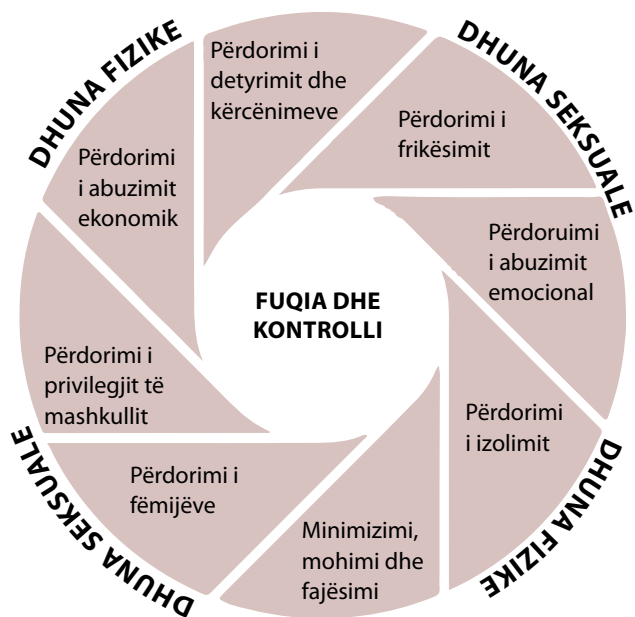 DHUNA FIZIKE
DHUNA SEKSUALE
Përdorimi i
detyrimit dhe
kërcënimeve
Përdorimi i
frikësimit
Përdoruimi
i abuzimit
emocional
Përdorimi
i izolimit
Minimizimi,
mohimi dhe
fajësimi
Përdorimi i
fëmijëve
Përdorimi i
privilegjit të
mashkullit
Përdorimi
i abuzimit
ekonomik
FUQIA DHE
KONTROLLI
DHUNA SEKSUALE
DHUNA FIZIKE